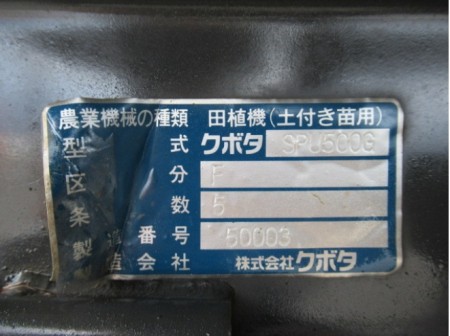 農業機械の種類 田植機(土付き苗用)
型式 クボタ SPU500G
区分 F
条数 5
製造番号 50003
会社 株式会社クボタ